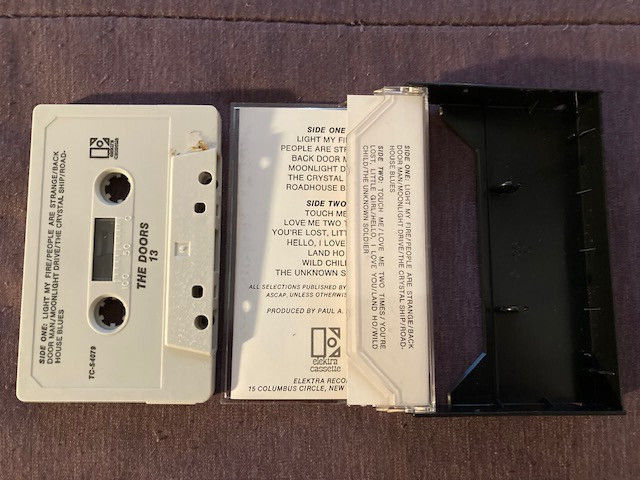 SIDE ONE: LIGHT MY FIRE/PEOPLE ARE STRANGE/BACK
DOOR MAN/MOONLIGHT DRIVE/THE CRYSTAL SHIP/ROAD-
HOUSE BLUES
elektra
cassette
THE DOORS
13
100 50 0
TC-54079
SIDE ONE
LIGHT MY FI
PEOPLE ARE STR
BACK DOOR M
MOONLIGHT D
THE CRYSTAL
ROADHOUSE B
SIDE TWO
TOUCH ME
LOVE ME TWO T
YOU'RE LOST, LITT
HELLO, I LOVE
LAND HO
WILD CHIL
THE UNKNOWN S
ALL SELECTIONS PUBLISHED BY
ASCAP, UNLESS OTHERWIS
PRODUCED BY PAUL A.
elektra
cassette
ELEKTRA RECO
15 COLUMBUS CIRCLE, NEW
SIDE ONE: LIGHT MY FIRE/PEOPLE ARE STRANGE/BACK
DOOR MAN/MOONLIGHT DRIVE/THE CRYSTAL SHIP/ROAD-
HOUSE BLUES
SIDE TWO: TOUCH ME/LOVE ME TWO TIMES/YOU'RE
LOST, LITTLE GIRL/HELLO, I LOVE YOU/LAND HO/WILD
CHILD/THE UNKNOWN SOLDIER